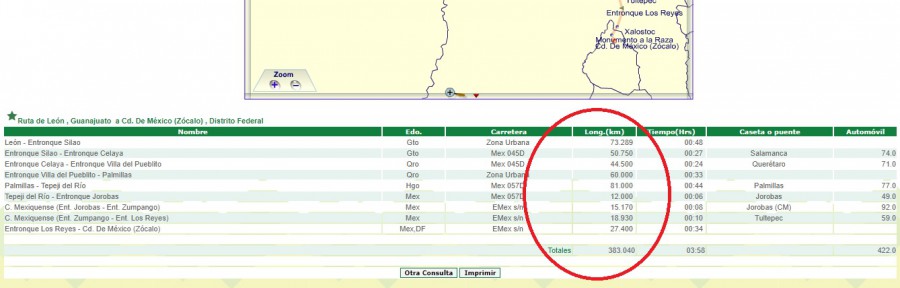 Tultepec
Entronque Los Reyes
Xalostoc
Monumento a la Raza
Cd. De México (Zócalo)
Zoom
Ruta de León , Guanajuato a Cd. De México (Zócalo) , Distrito Federal
Nombre Edo. Carretera Long.(km) Tiempo(Hrs) Caseta o puente Automóvil
León - Entronque Silao Gto Zona Urbana 73.289 00:48
Entronque Silao - Entronque Celaya Gto Mex 045D 50.750 00:27 Salamanca 74.0
Entronque Celaya - Entronque Villa del Pueblito Qro Mex 045D 44.500 00:24 Querétaro 71.0
Entronque Villa del Pueblito - Palmillas Qro Zona Urbana 60.000 00:33
Palmillas - Tepeji del Río Hgo Mex 057D 81.000 00:44 Palmillas 77.0
Tepeji del Río - Entronque Jorobas Mex Mex 057D 12.000 00:06 Jorobas 49.0
C. Mexiquense (Ent. Jorobas - Ent. Zumpango) Mex EMex s/n 15.170 00:08 Jorobas (CM) 92.0
C. Mexiquense (Ent. Zumpango - Ent. Los Reyes) Mex EMex s/n 18.930 00:10 Tultepec 59.0
Entronque Los Reyes - Cd. De México (Zócalo) Mex,DF EMex s/n 27.400 00:34
Totales 383.040 03:58 422.0
Otra Consulta Imprimir